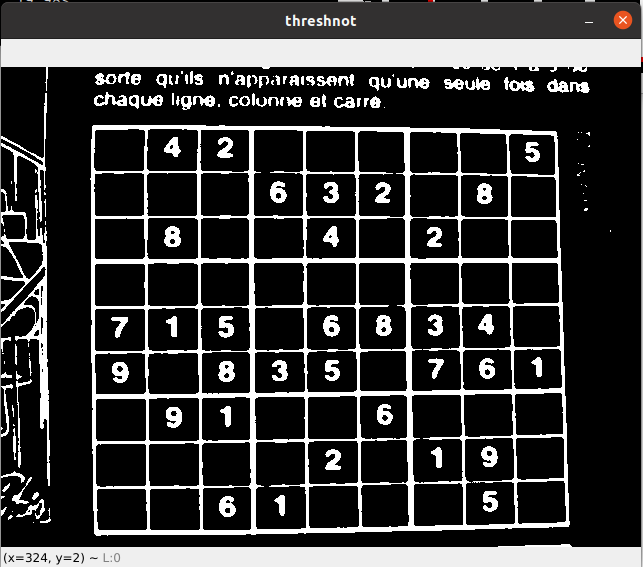 threshnot
sorte qu'ils n'apparaissent qu'une seule fois dans
chaque ligne, colonne et carré.
4 2 5
6 3 2 8
8 4 2
7 1 5 6 8 3 4
9 8 3 5 7 6 1
9 1 6
2 1 9
6 1 5
(x=324, y=2) ~ L:0